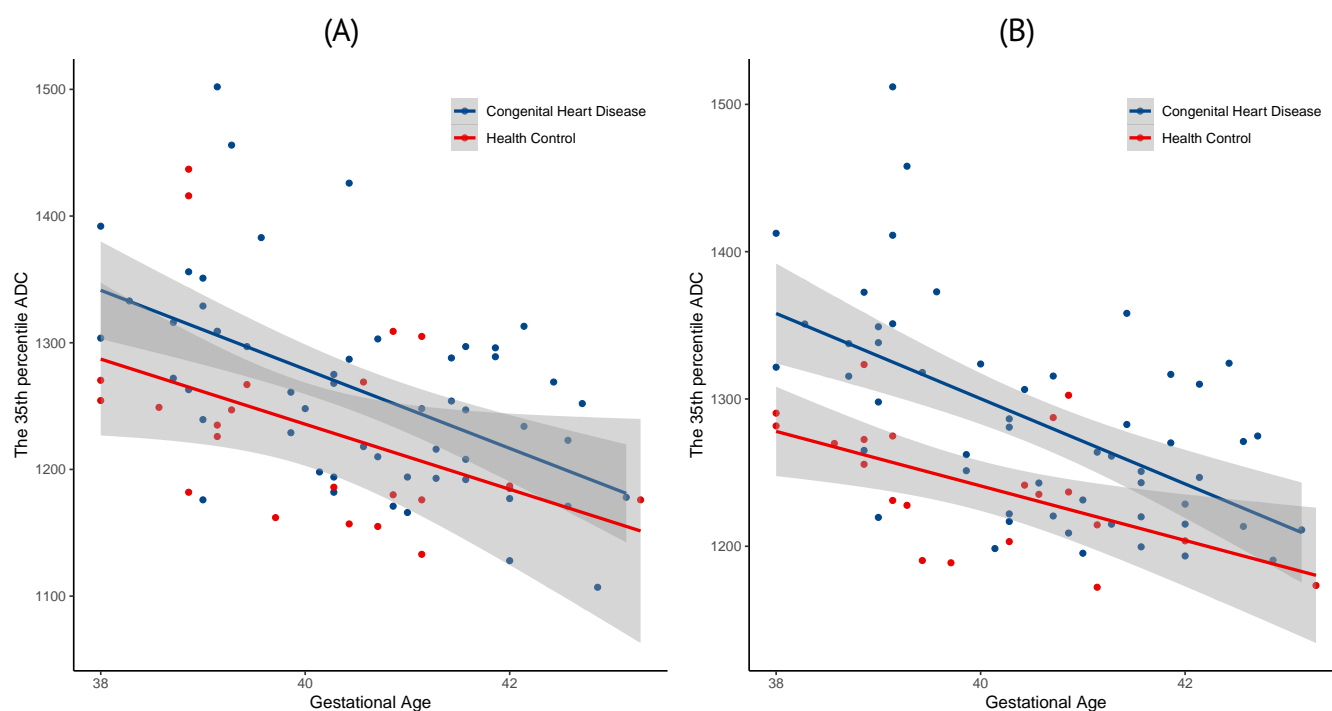 (A)
1500
1400
1300
1200
1100
The 35th percentile ADC
38
40
42
Gestational Age
Congenital Heart Disease
Health Control
(B)
1500
1400
1300
1200
The 35th percentile ADC
38
40
42
Gestational Age
Congenital Heart Disease
Health Control